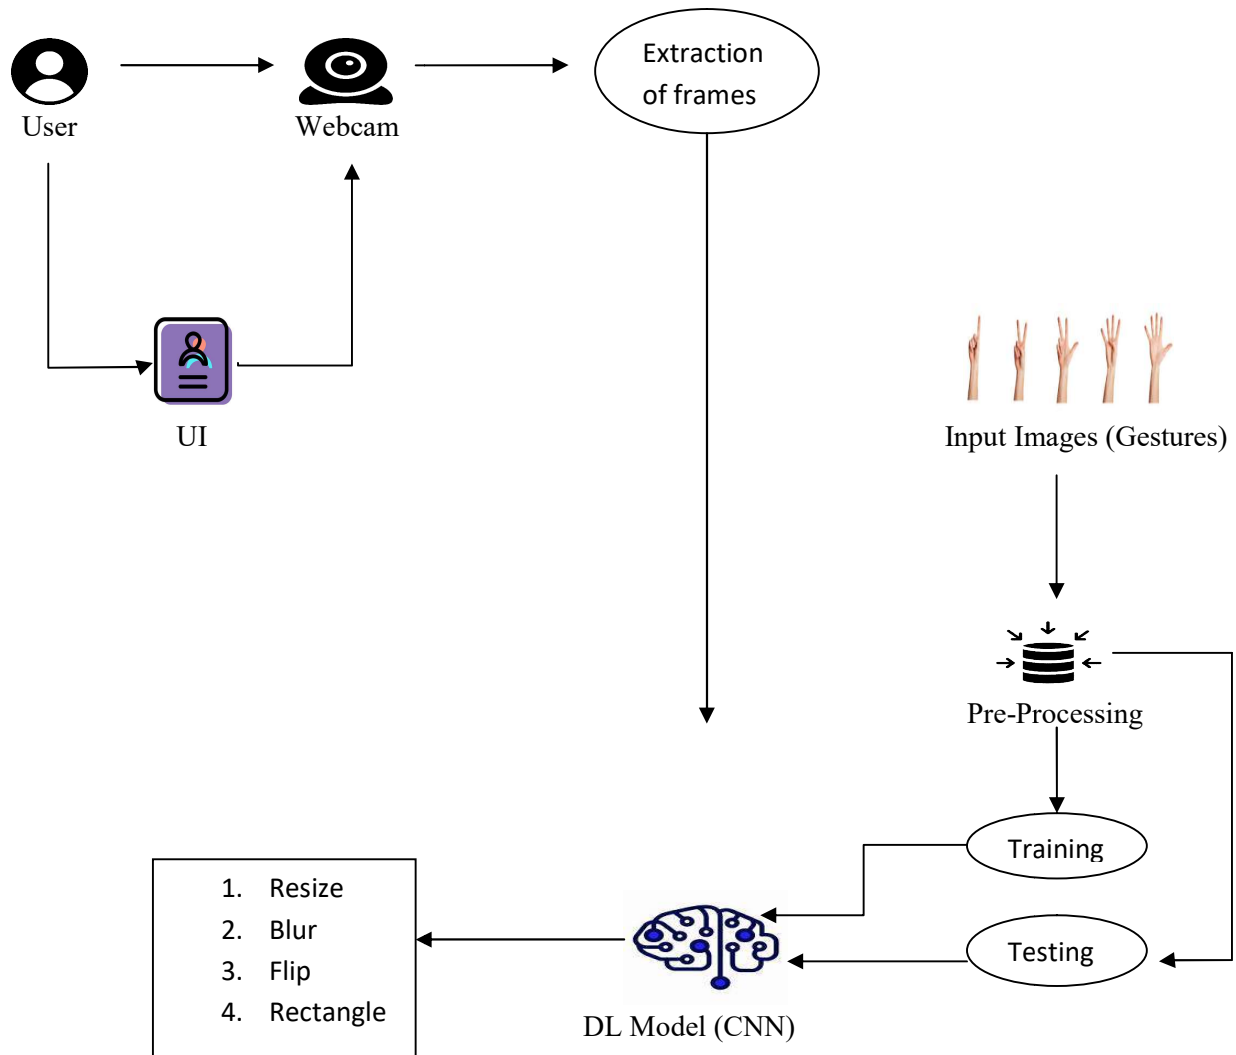 Extraction
of frames
User
Webcam
UI
Input Images (Gestures)
Pre-Processing
Training
Testing
1. Resize
2. Blur
3. Flip
4. Rectangle
DL Model (CNN)